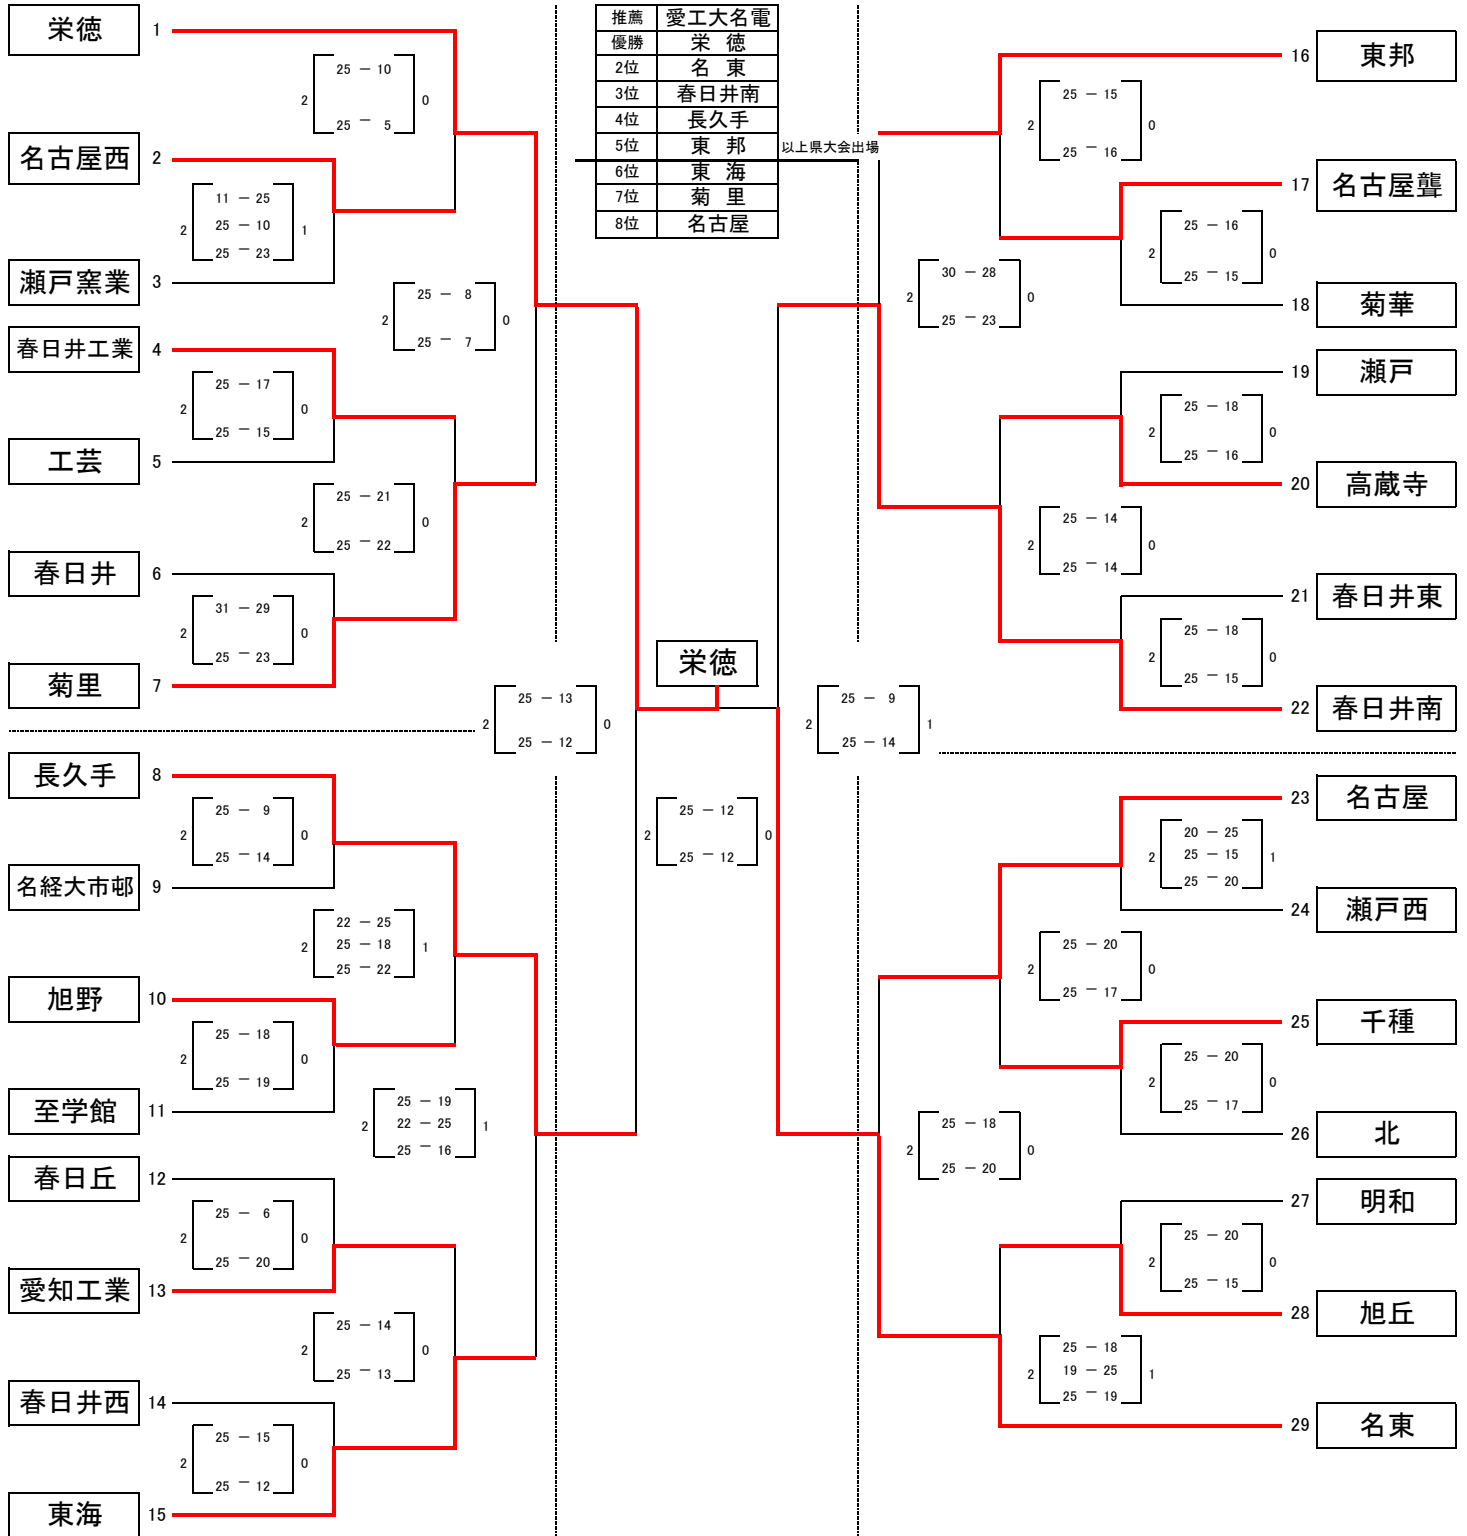 推薦 愛工大名電
優勝 栄 徳
2位 名 東
3位 春日井南
4位 長久手
5位 東 邦
以上県大会出場
6位 東 海
7位 菊 里
8位 名古屋
栄徳 1
25 － 10
2 0
25 － 5
名古屋西 2
11 － 25
2 25 － 10 1
25 － 23
瀬戸窯業 3
25 － 8
2 0
25 － 7
春日井工業 4
25 － 17
2 0
25 － 15
工芸 5
25 － 21
2 0
25 － 22
春日井 6
31 － 29
2 0
25 － 23
菊里 7
25 － 13
2 0
25 － 12
長久手 8
25 － 9
2 0
25 － 14
名経大市邨 9
22 － 25
2 25 － 18 1
25 － 22
旭野 10
25 － 18
2 0
25 － 19
至学館 11
25 － 19
2 22 － 25 1
25 － 16
春日丘 12
25 － 6
2 0
25 － 20
愛知工業 13
25 － 14
2 0
25 － 13
春日井西 14
25 － 15
2 0
25 － 12
東海 15
栄徳
25 － 12
2 0
25 － 12
16 東邦
25 － 15
2 0
25 － 16
17 名古屋聾
25 － 16
2 0
25 － 15
18 菊華
30 － 28
2 0
25 － 23
19 瀬戸
25 － 18
2 0
25 － 16
20 高蔵寺
25 － 14
2 0
25 － 14
21 春日井東
25 － 18
2 0
25 － 15
22 春日井南
25 － 9
2 1
25 － 14
23 名古屋
20 － 25
2 25 － 15 1
25 － 20
24 瀬戸西
25 － 20
2 0
25 － 17
25 千種
25 － 20
2 0
25 － 17
26 北
25 － 18
2 0
25 － 20
27 明和
25 － 20
2 0
25 － 15
28 旭丘
25 － 18
2 19 － 25 1
25 － 19
29 名東